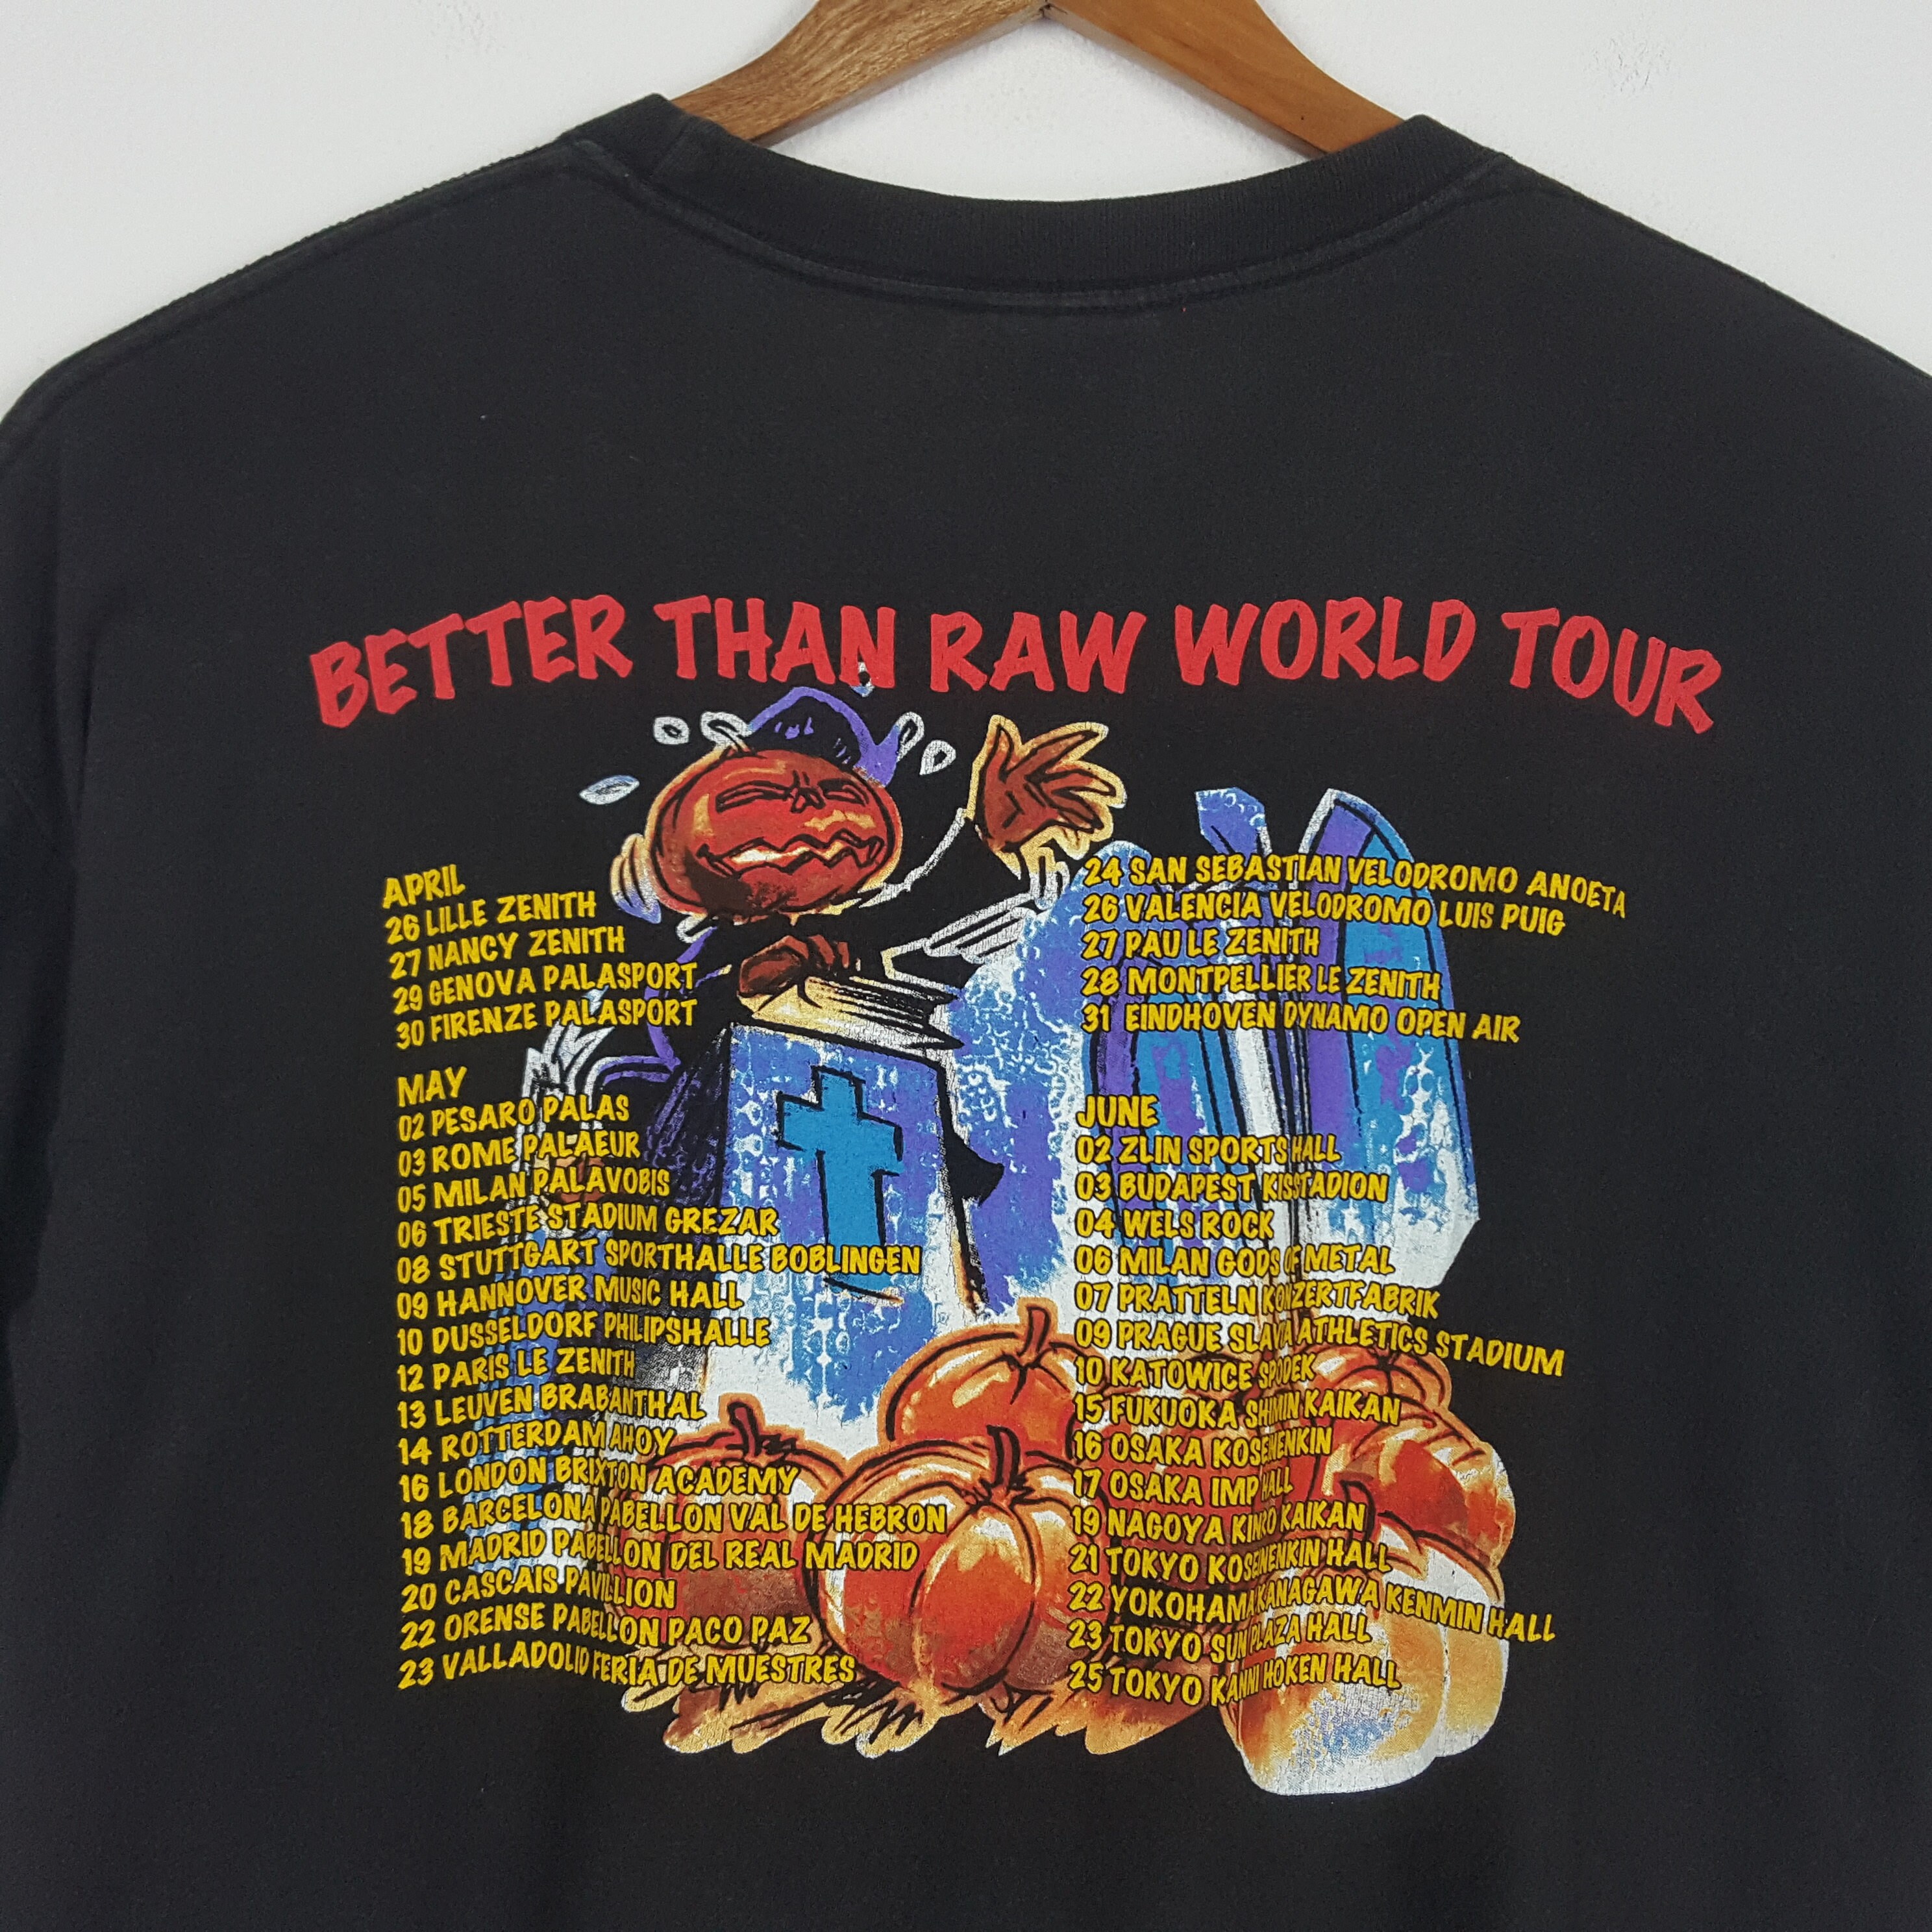 BETTER THAN RAW WORLD TOUR
APRIL
26 LILLE ZENITH
27 NANCY ZENITH
29 GENOVA PALASPORT
30 FIRENZE PALASPORT
MAY
02 PESARO PALAS
03 ROME PALAEUR
05 MILAN PALAVOBIS
06 TRIESTE STADIUM GREZAR
08 STUTTGART SPORTHALLE BOBLINGEN
09 HANNOVER MUSIC HALL
10 DUSSELDORF PHILIPSHALLE
12 PARIS LE ZENITH
13 LEUVEN BRABANTHAL
14 ROTTERDAM AHOY
16 LONDON BRIXTON ACADEMY
18 BARCELONA PABELLON VAL DE HEBRON
19 MADRID PABELLON DEL REAL MADRID
20 CASCAIS PAVILLION
22 ORENSE PABELLON PACO PAZ
23 VALLADOLID FERIA DE MUESTRES
24 SAN SEBASTIAN VELODROMO ANOETA
26 VALENCIA VELODROMO LUIS PUIG
27 PAU LE ZENITH
28 MONTPELLIER LE ZENITH
31 EINDHOVEN DYNAMO OPEN AIR
JUNE
02 ZLIN SPORTS HALL
03 BUDAPEST KISSTADION
04 WELS ROCK
06 MILAN GODS OF METAL
07 PRATTELN KONZERTFABRIK
09 PRAGUE SLAVIA ATHLETICS STADIUM
10 KATOWICE SPODEK
15 FUKUOKA SHIMIN KAIKAN
16 OSAKA KOSEINENKIN
17 OSAKA IMP HALL
19 NAGOYA KINRO KAIKAN
21 TOKYO KOSEINENKIN HALL
22 YOKOHAMA KANAGAWA KENMIN HALL
23 TOKYO SUN PLAZA HALL
25 TOKYO KANNI HOKEN HALL